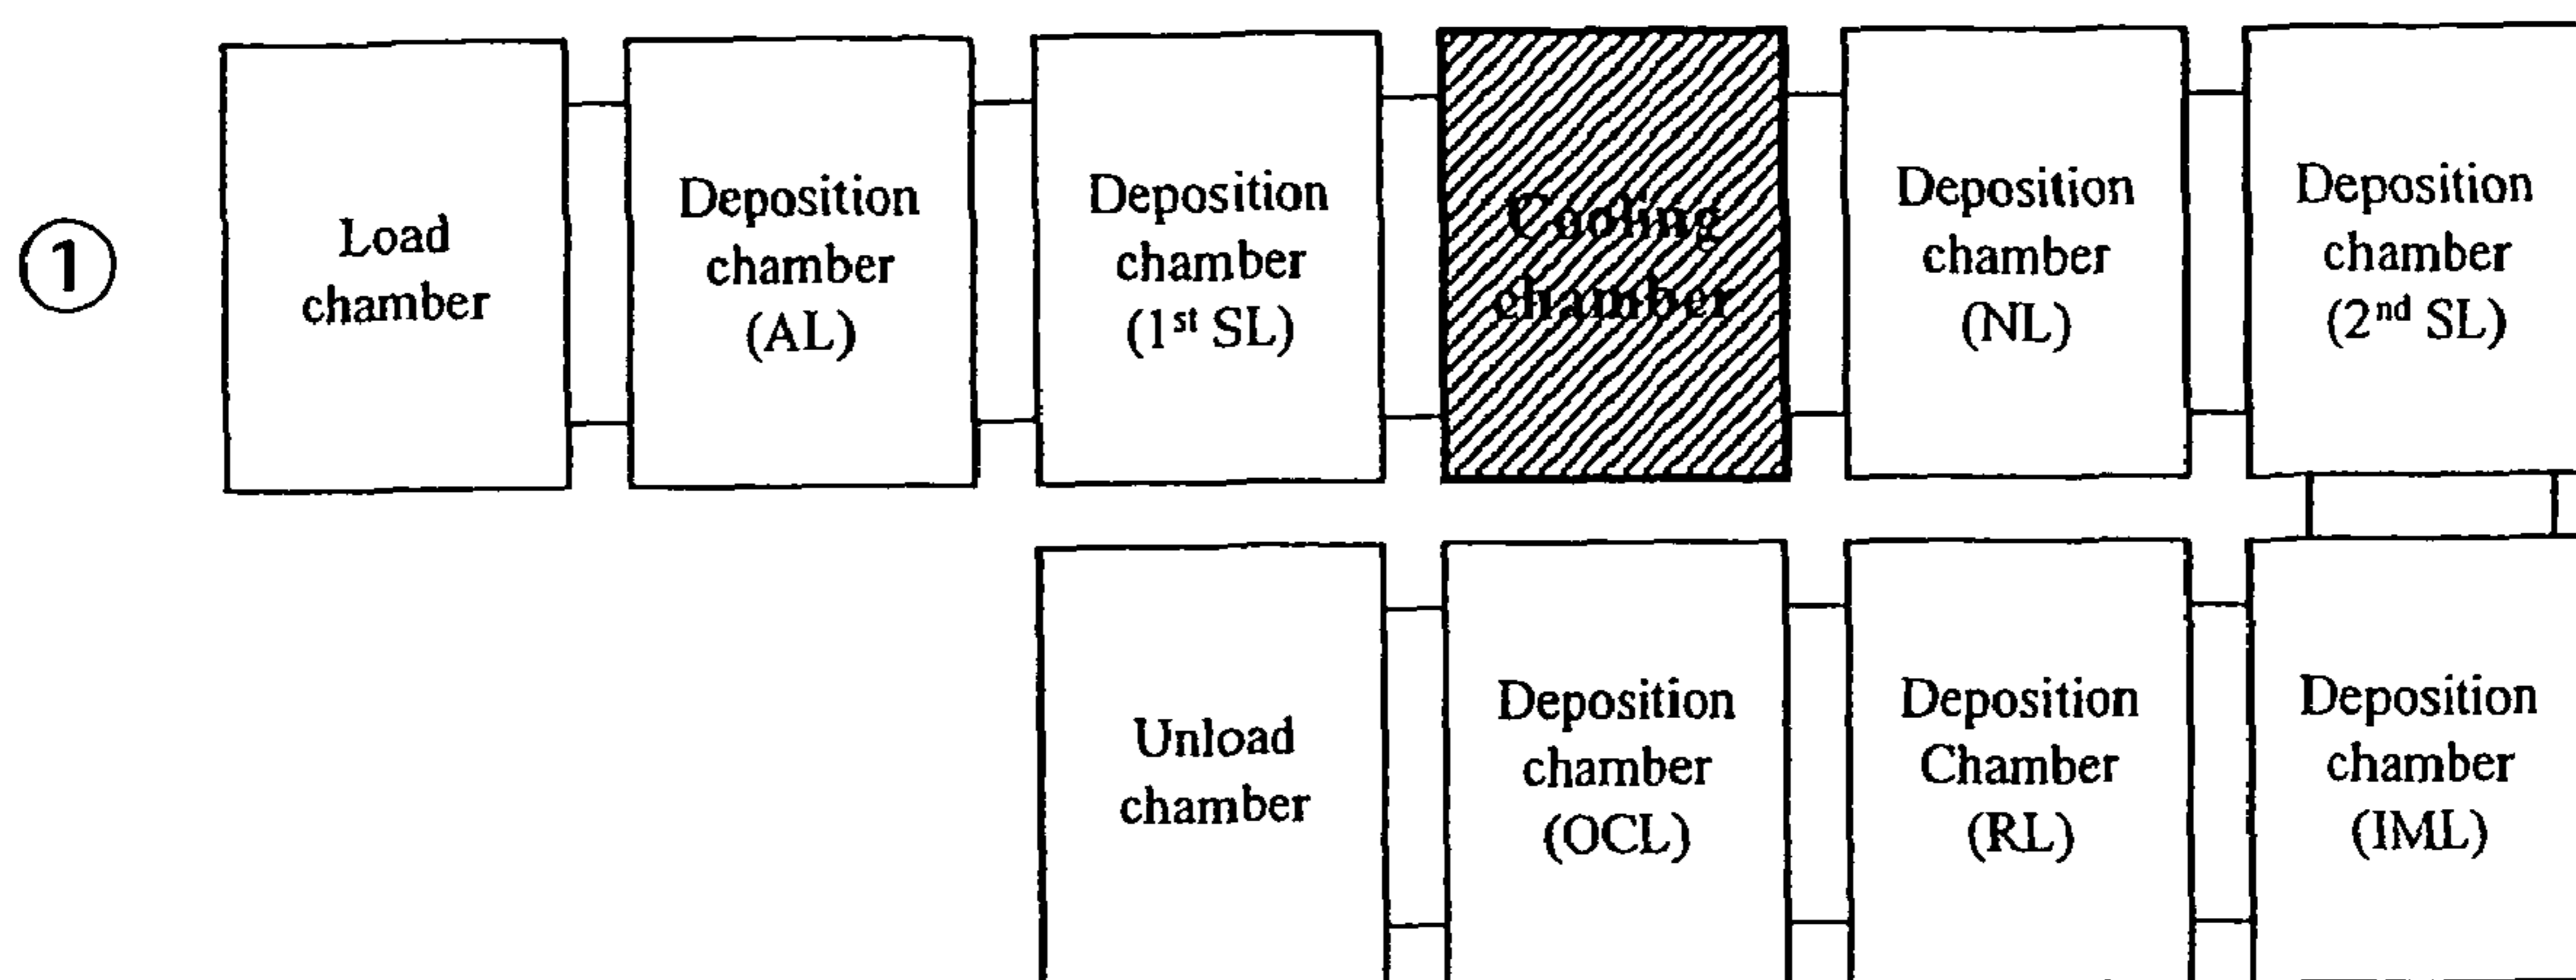 ①
Load
chamber
Deposition
chamber
(AL)
Deposition
chamber
(1st SL)
Cooling
chamber
Deposition
chamber
(NL)
Deposition
chamber
(2nd SL)
Unload
chamber
Deposition
chamber
(OCL)
Deposition
Chamber
(RL)
Deposition
chamber
(IML)